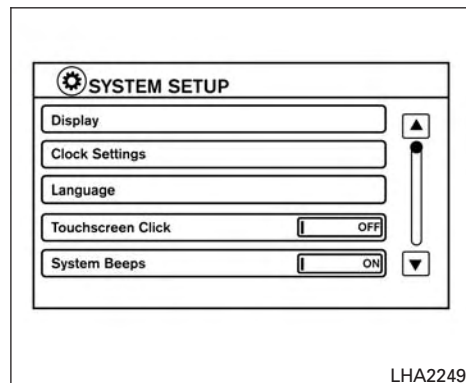 SYSTEM SETUP
Display
Clock Settings
Language
Touchscreen Click OFF
System Beeps ON
LHA2249